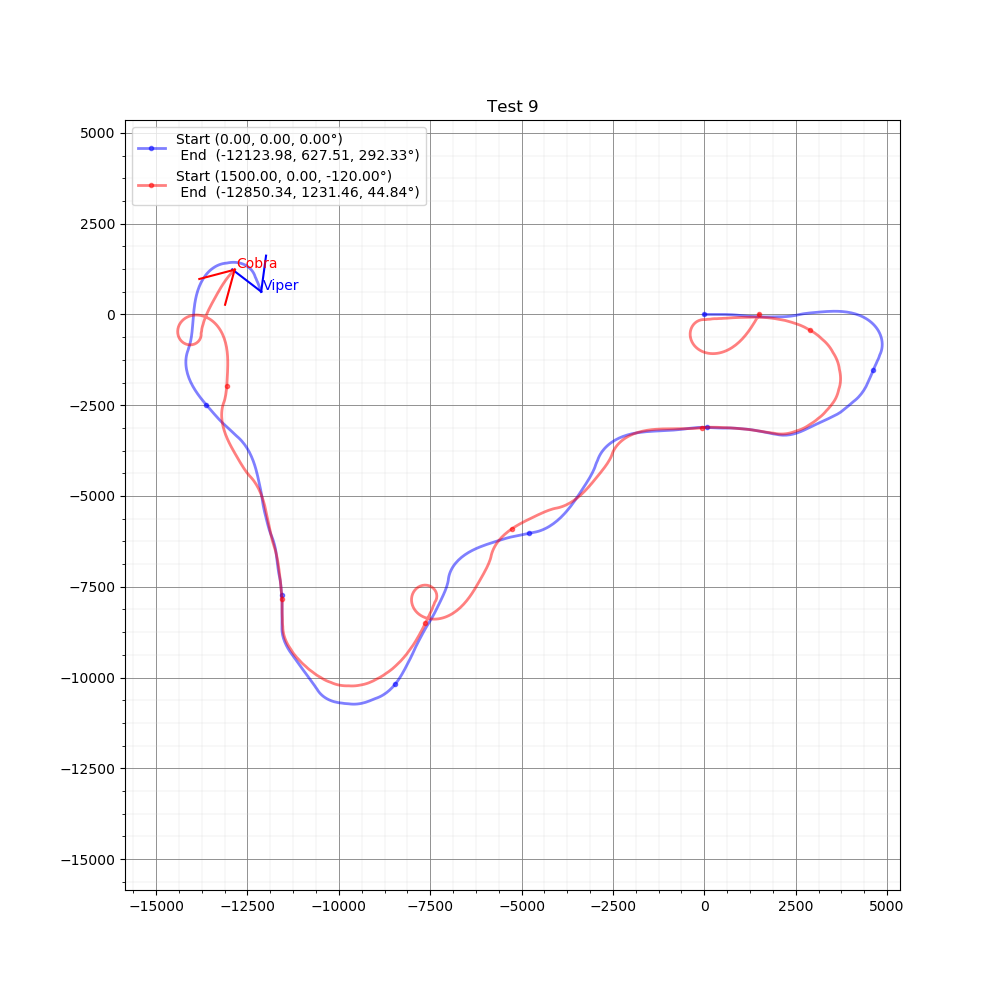 Test 9
Start (0.00, 0.00, 0.00°)
End  (-12123.98, 627.51, 292.33°)
Start (1500.00, 0.00, -120.00°)
End  (-12850.34, 1231.46, 44.84°)
5000
2500
0
−2500
−5000
−7500
−10000
−12500
−15000
Cobra
Viper
−15000 −12500 −10000 −7500 −5000 −2500 0 2500 5000